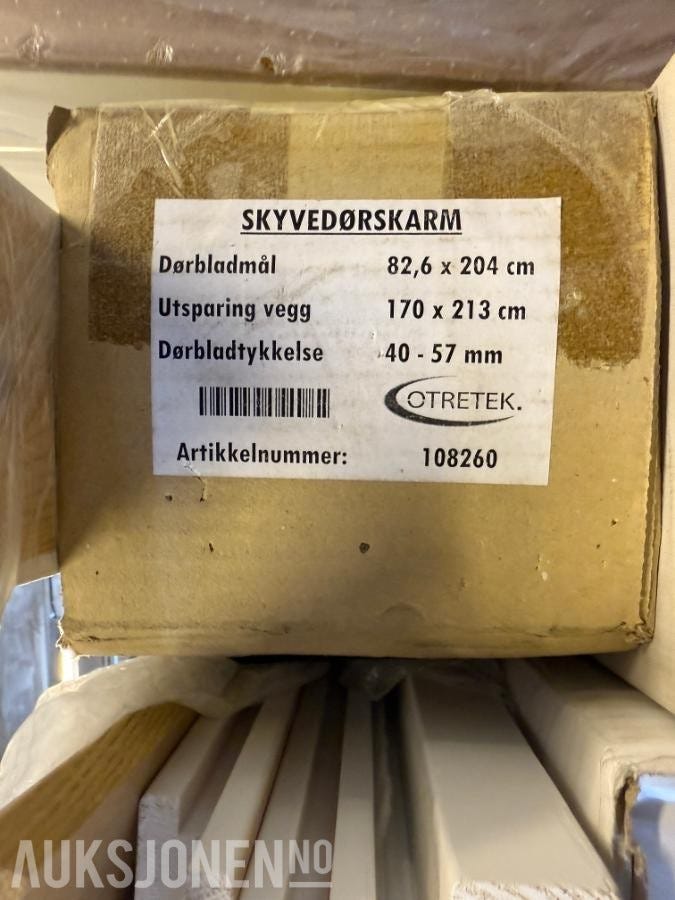 SKYVEDØRSKARM
Dørbladmål 82,6 x 204 cm
Utsparing vegg 170 x 213 cm
Dørbladtykkelse 40 - 57 mm
OTRETEK.
Artikkelnummer: 108260
AUKSJONEN NO